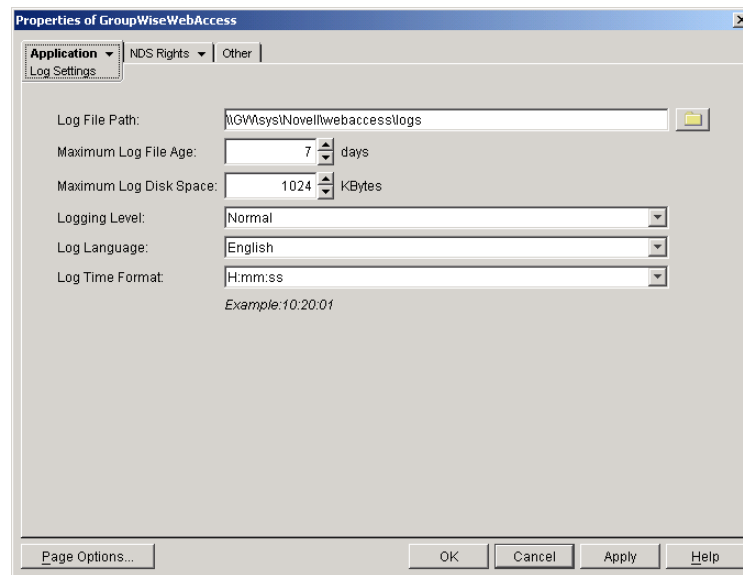 Properties of GroupWiseWebAccess
Application NDS Rights Other
Log Settings
Log File Path: \\GW\sys\Novell\webaccess\logs
Maximum Log File Age: 7 days
Maximum Log Disk Space: 1024 KBytes
Logging Level: Normal
Log Language: English
Log Time Format: H:mm:ss
Example:10:20:01
Page Options... OK Cancel Apply Help